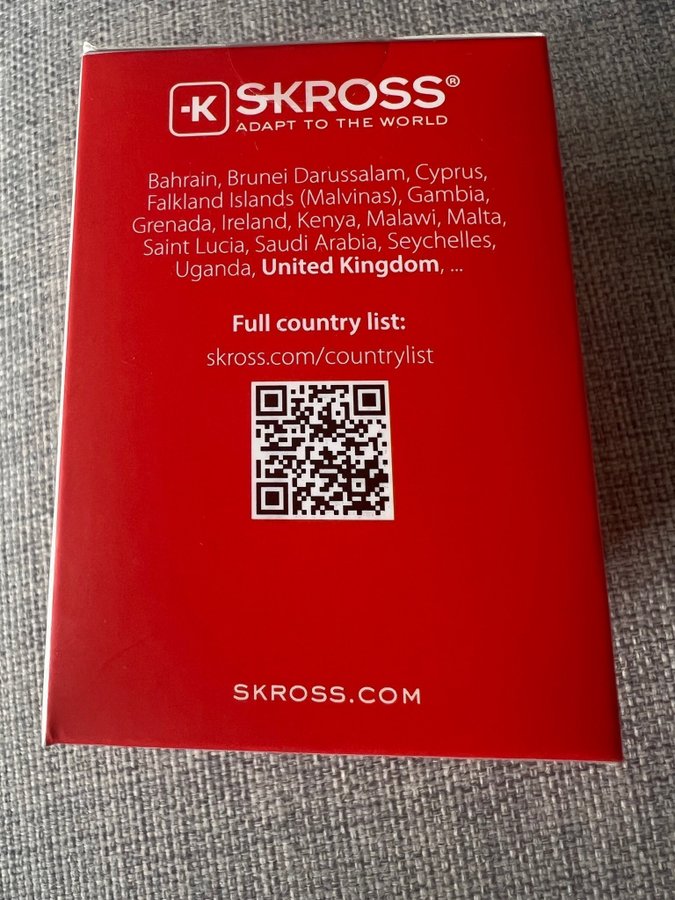 -K SKROSS®
ADAPT TO THE WORLD
Bahrain, Brunei Darussalam, Cyprus,
Falkland Islands (Malvinas), Gambia,
Grenada, Ireland, Kenya, Malawi, Malta,
Saint Lucia, Saudi Arabia, Seychelles,
Uganda, United Kingdom, ...
Full country list:
skross.com/countrylist
SKROSS.COM